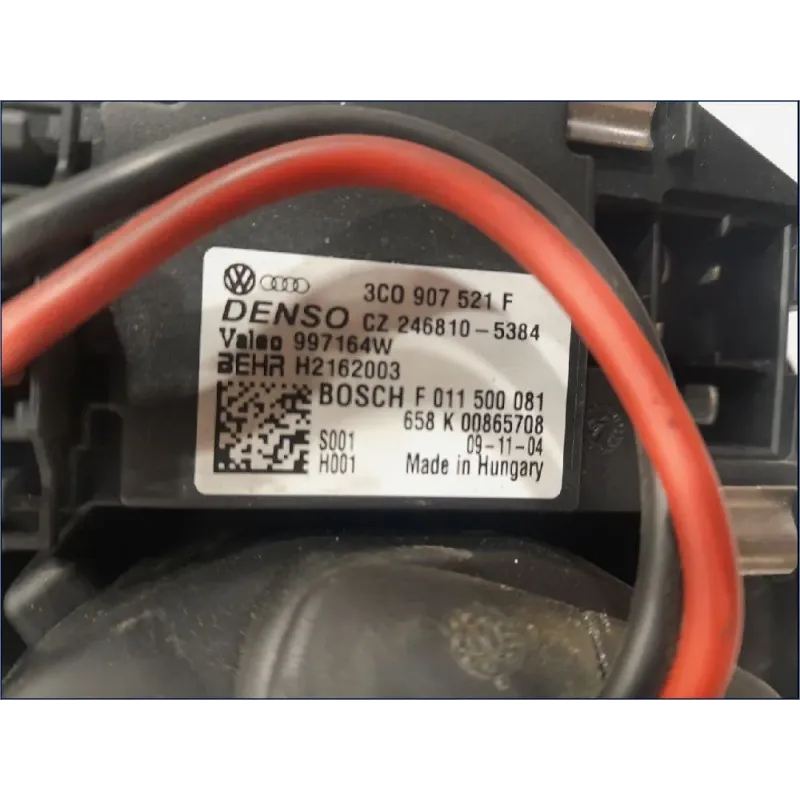 3C0 907 521 F
DENSO CZ 246810-5384
Valeo 997164W
BEHR H2162003
BOSCH F 011 500 081
658 K 00865708
S001 09-11-04
H001 Made in Hungary